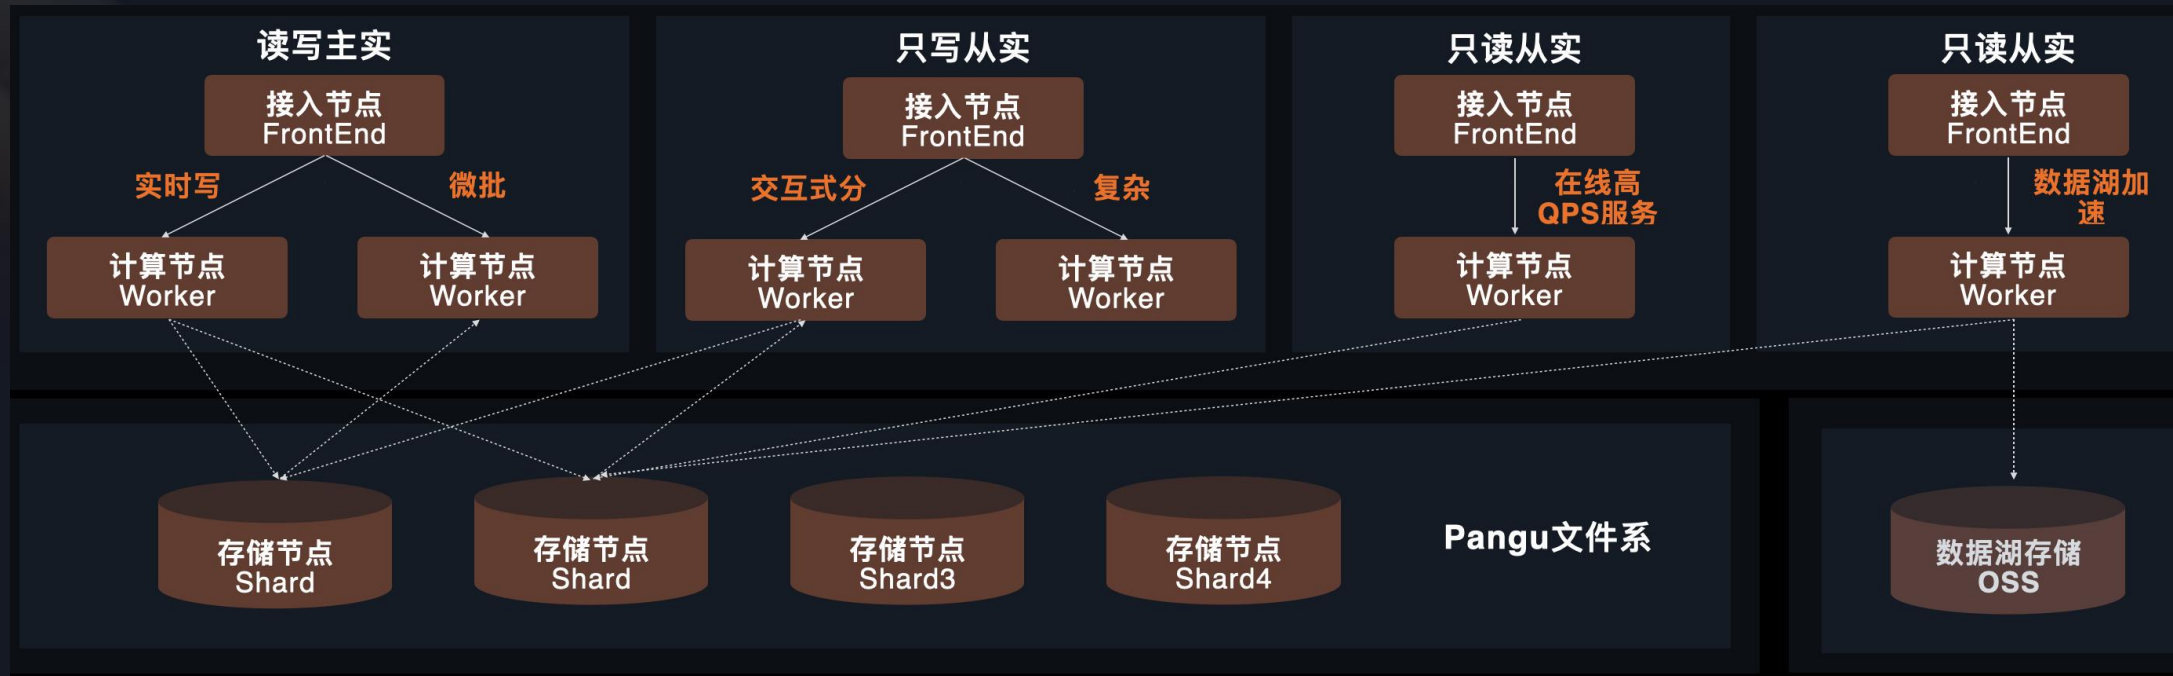 读写主实
接入节点
FrontEnd
实时写
微批
计算节点
Worker
计算节点
Worker
只写从实
接入节点
FrontEnd
交互式分
复杂
计算节点
Worker
计算节点
Worker
只读从实
接入节点
FrontEnd
在线高
QPS服务
计算节点
Worker
只读从实
接入节点
FrontEnd
数据湖加
速
计算节点
Worker
存储节点
Shard
存储节点
Shard
存储节点
Shard3
存储节点
Shard4
Pangu文件系
数据湖存储
OSS